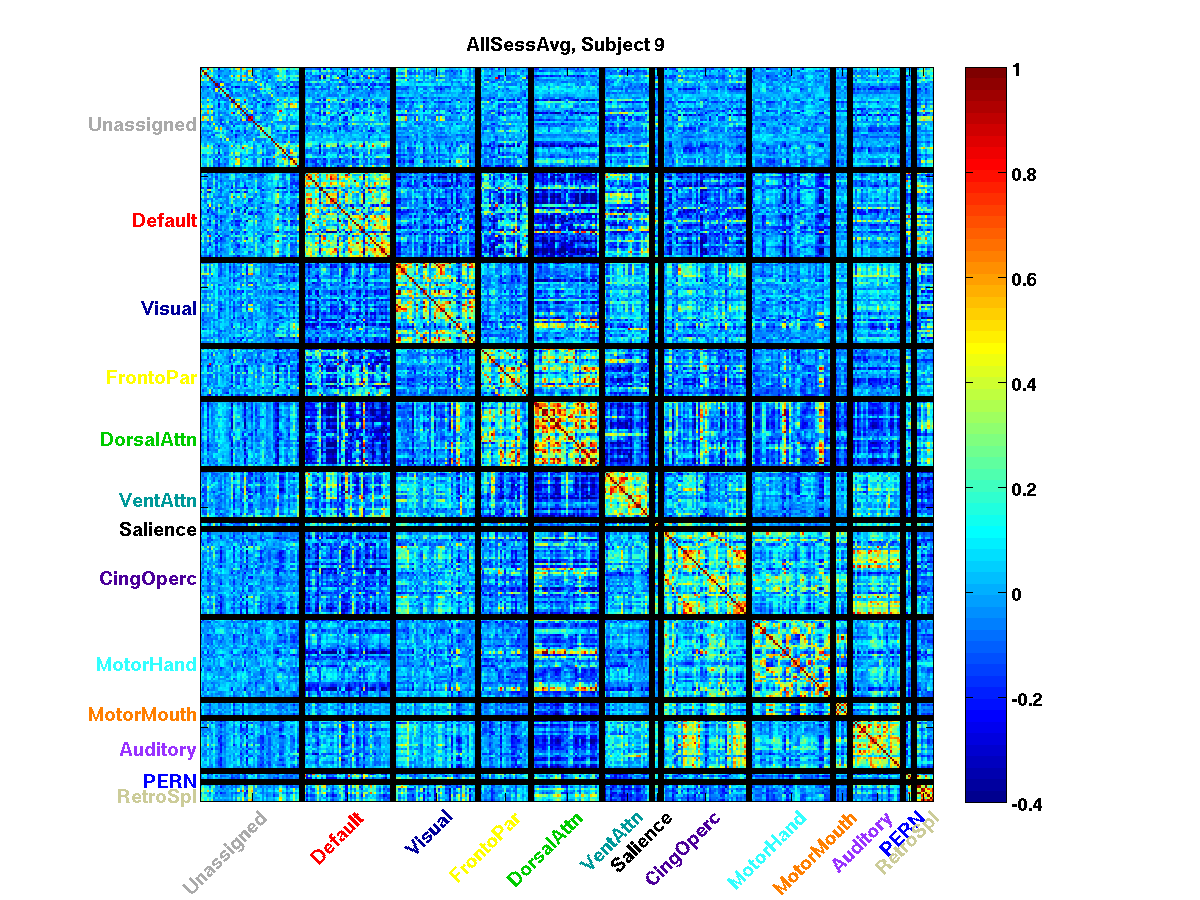 AllSessAvg, Subject 9
Unassigned
Default
Visual
FrontoPar
DorsalAttn
VentAttn
Salience
CingOperc
MotorHand
MotorMouth
Auditory
PERN
RetroSpl
Unassigned
Default
Visual
FrontoPar
DorsalAttn
VentAttn
Salience
CingOperc
MotorHand
MotorMouth
Auditory
PERN
RetroSpl
1
0.8
0.6
0.4
0.2
0
-0.2
-0.4